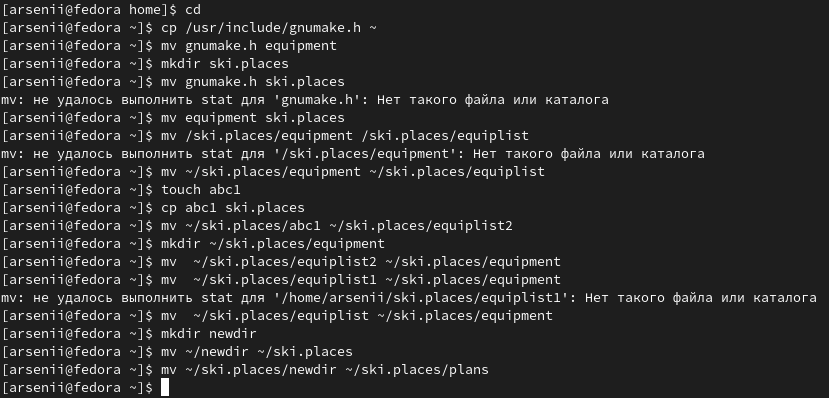 [arsenii@fedora home]$ cd
[arsenii@fedora ~]$ cp /usr/include/gnumake.h ~
[arsenii@fedora ~]$ mv gnumake.h equipment
[arsenii@fedora ~]$ mkdir ski.places
[arsenii@fedora ~]$ mv gnumake.h ski.places
mv: не удалось выполнить stat для 'gnumake.h': Нет такого файла или каталога
[arsenii@fedora ~]$ mv equipment ski.places
[arsenii@fedora ~]$ mv /ski.places/equipment /ski.places/equiplist
mv: не удалось выполнить stat для '/ski.places/equipment': Нет такого файла или каталога
[arsenii@fedora ~]$ mv ~/ski.places/equipment ~/ski.places/equiplist
[arsenii@fedora ~]$ touch abc1
[arsenii@fedora ~]$ cp abc1 ski.places
[arsenii@fedora ~]$ mv ~/ski.places/abc1 ~/ski.places/equiplist2
[arsenii@fedora ~]$ mkdir ~/ski.places/equipment
[arsenii@fedora ~]$ mv  ~/ski.places/equiplist2 ~/ski.places/equipment
[arsenii@fedora ~]$ mv  ~/ski.places/equiplist1 ~/ski.places/equipment
mv: не удалось выполнить stat для '/home/arsenii/ski.places/equiplist1': Нет такого файла или каталога
[arsenii@fedora ~]$ mv  ~/ski.places/equiplist ~/ski.places/equipment
[arsenii@fedora ~]$ mkdir newdir
[arsenii@fedora ~]$ mv ~/newdir ~/ski.places
[arsenii@fedora ~]$ mv ~/ski.places/newdir ~/ski.places/plans
[arsenii@fedora ~]$